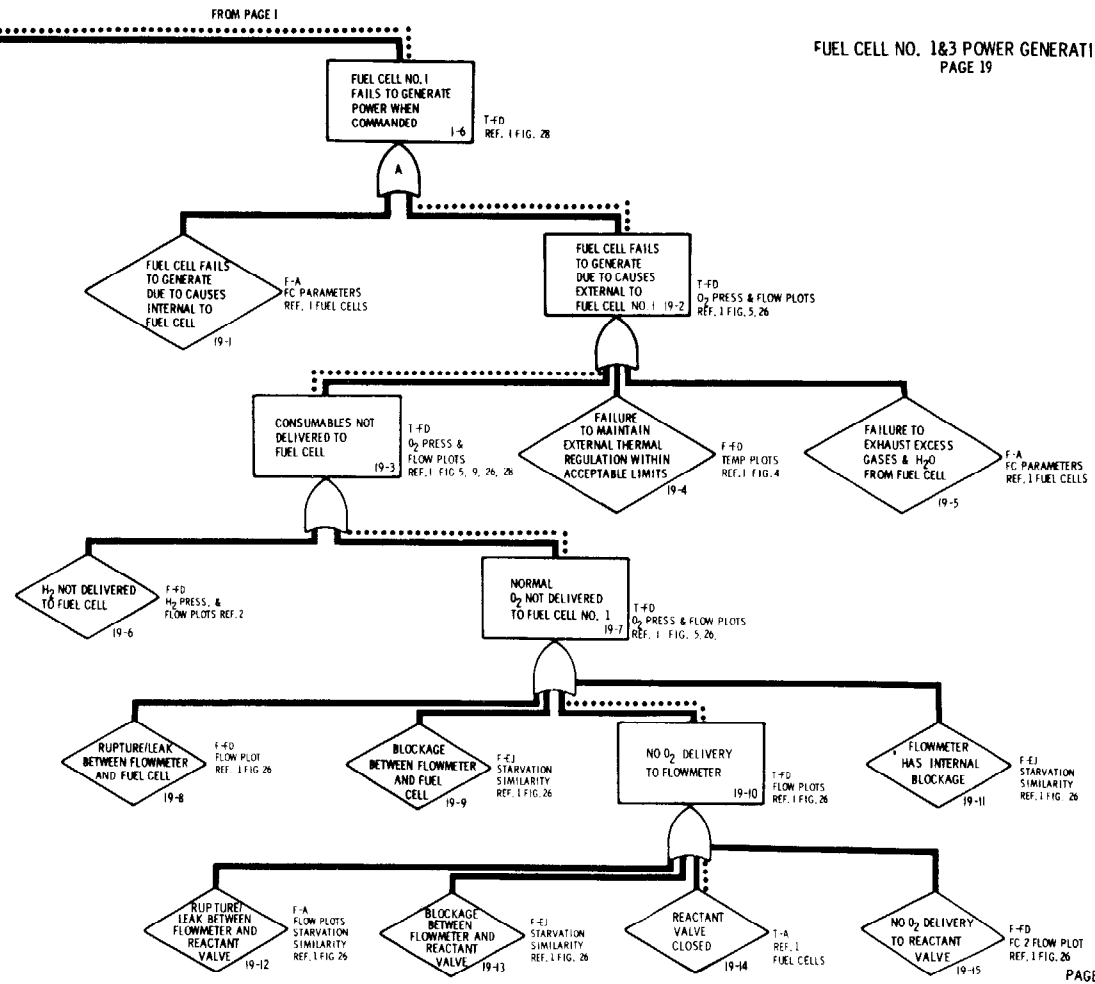 FROM PAGE 1
FUEL CELL NO. 1&3 POWER GENERATI
PAGE 19
FUEL CELL NO. 1
FAILS TO GENERATE
POWER WHEN
COMMANDED
1-6
T-FD
REF. 1 FIG. 28
A
FUEL CELL FAILS
TO GENERATE
DUE TO CAUSES
INTERNAL TO
FUEL CELL
19-1
F-A
FC PARAMETERS
REF. 1 FUEL CELLS
FUEL CELL FAILS
TO GENERATE
DUE TO CAUSES
EXTERNAL TO
FUEL CELL NO. 1 19-2
T-FD
O2 PRESS & FLOW PLOTS
REF. 1 FIG. 5, 26
CONSUMABLES NOT
DELIVERED TO
FUEL CELL
19-3
T-FD
O2 PRESS &
FLOW PLOTS
REF. 1 FIG 5, 9, 26, 28
FAILURE
TO MAINTAIN
EXTERNAL THERMAL
REGULATION WITHIN
ACCEPTABLE LIMITS
19-4
F-FD
TEMP PLOTS
REF. 1 FIG. 4
FAILURE TO
EXHAUST EXCESS
GASES & H2O
FROM FUEL CELL
19-5
F-A
FC PARAMETERS
REF. 1 FUEL CELLS
H2 NOT DELIVERED
TO FUEL CELL
19-6
F-FD
H2 PRESS, &
FLOW PLOTS REF. 2
NORMAL
O2 NOT DELIVERED
TO FUEL CELL NO. 1
19-7
T-FD
O2 PRESS & FLOW PLOTS
REF. 1 FIG. 5, 26,
RUPTURE/LEAK
BETWEEN FLOWMETER
AND FUEL CELL
19-8
F-FD
FLOW PLOT
REF. 1 FIG 26
BLOCKAGE
BETWEEN FLOWMETER
AND FUEL
CELL
19-9
F-EJ
STARVATION
SIMILARITY
REF. 1 FIG. 26
NO O2 DELIVERY
TO FLOWMETER
19-10
T-FD
FLOW PLOTS
REF. 1 FIG. 26
FLOWMETER
HAS INTERNAL
BLOCKAGE
19-11
F-EJ
STARVATION
SIMILARITY
REF. 1 FIG. 26
RUPTURE/
LEAK BETWEEN
FLOWMETER AND
REACTANT
VALVE
19-12
F-A
FLOW PLOTS
STARVATION
SIMILARITY
REF. 1 FIG 26
BLOCKAGE
BETWEEN
FLOWMETER AND
REACTANT
VALVE
19-13
F-EJ
STARVATION
SIMILARITY
REF. 1 FIG. 26
REACTANT
VALVE
CLOSED
19-14
T-A
REF. 1
FUEL CELLS
NO O2 DELIVERY
TO REACTANT
VALVE
19-15
F-FD
FC 2 FLOW PLOT
REF. 1 FIG. 26
PAGE